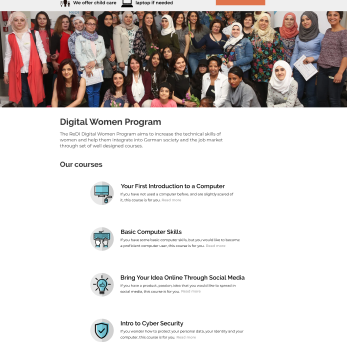 We offer child care
laptop if needed
Digital Women Program
The ReDI Digital Women Program aims to increase the technical skills of
women and help them integrate into German society and the job market
through set of well designed courses.
Our courses
Your First Introduction to a Computer
If you have not used a computer before, and are slightly scared of
it, this course is for you. Read more
Basic Computer Skills
If you have some basic computer skills, but you would like to become
a proficient computer user, this course is for you. Read more
Bring Your Idea Online Through Social Media
If you have a product, passion, idea that you would like to spread in
social media, this course is for you. Read more
Intro to Cyber Security
If you wonder how to protect your personal data, your identity and your
computer, this course is for you. Read more